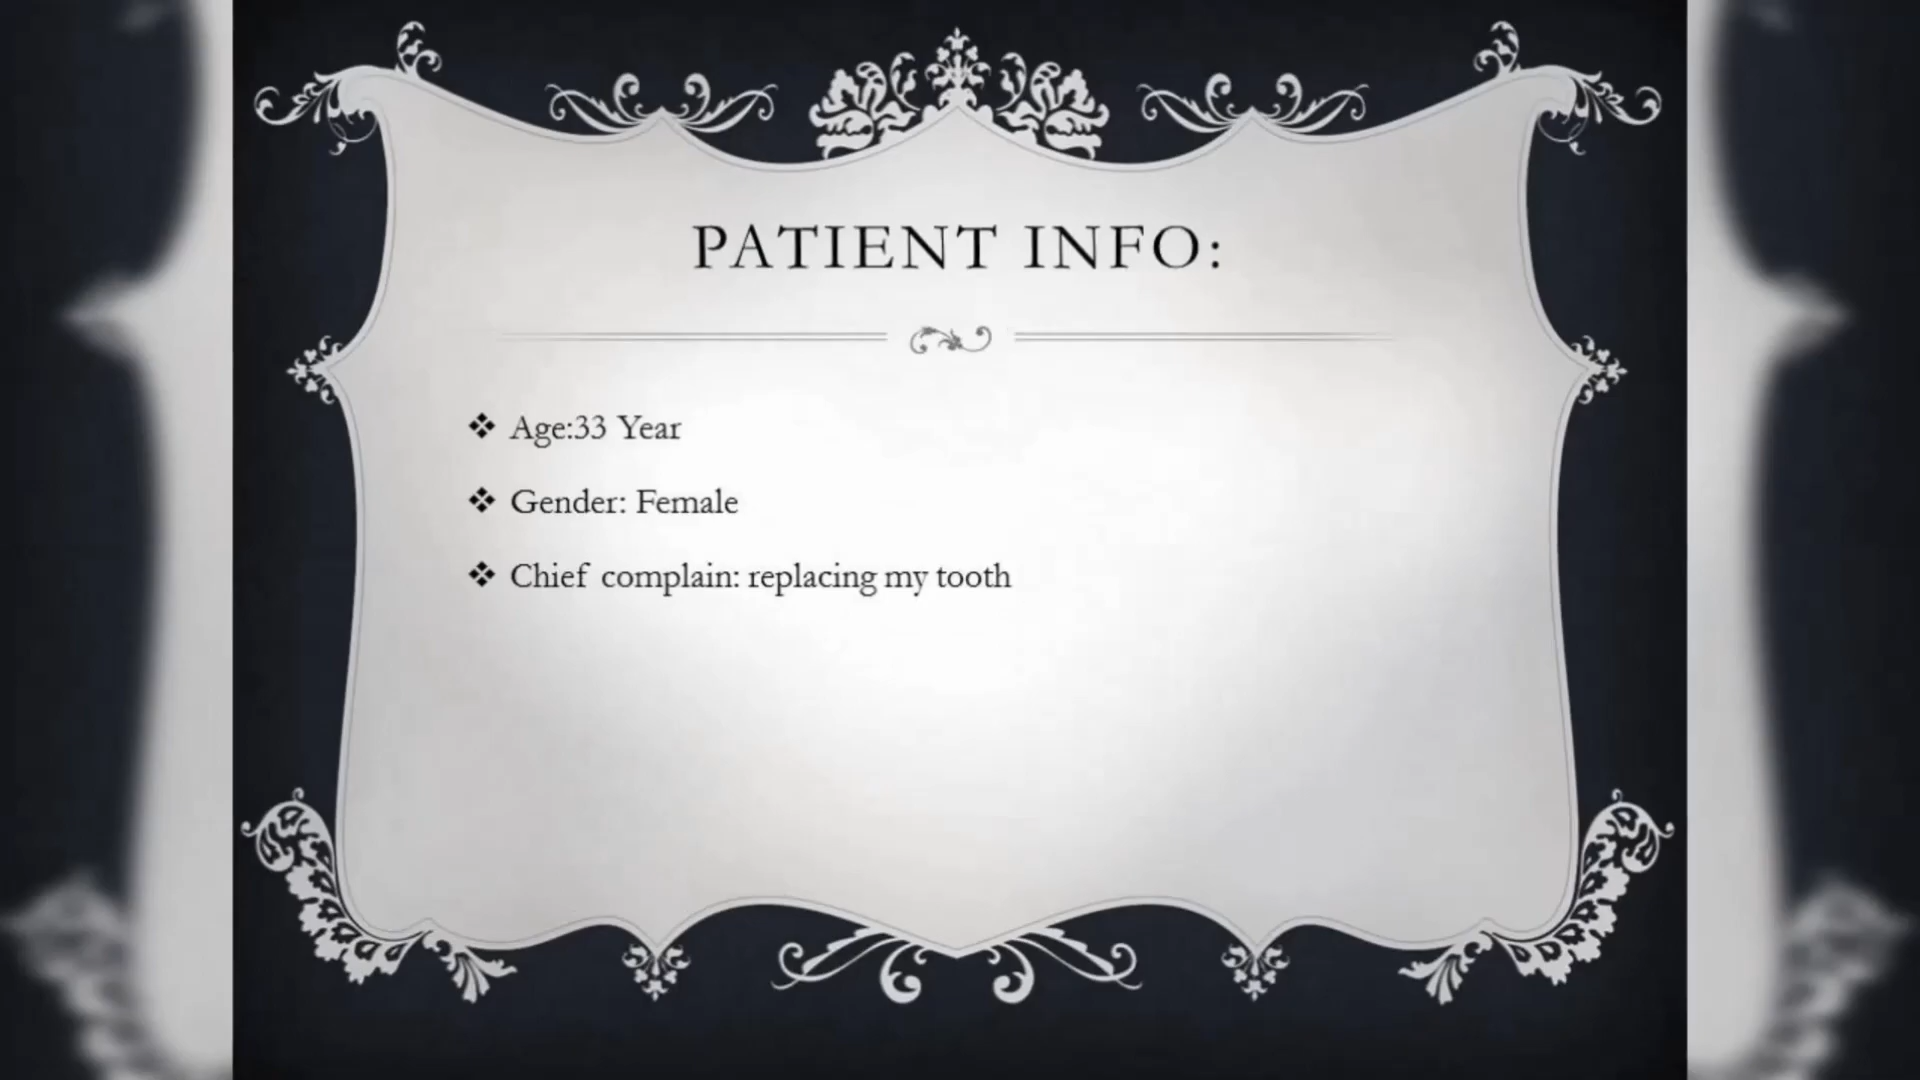 PATIENT INFO:
Age:33 Year
Gender: Female
Chief complain: replacing my tooth